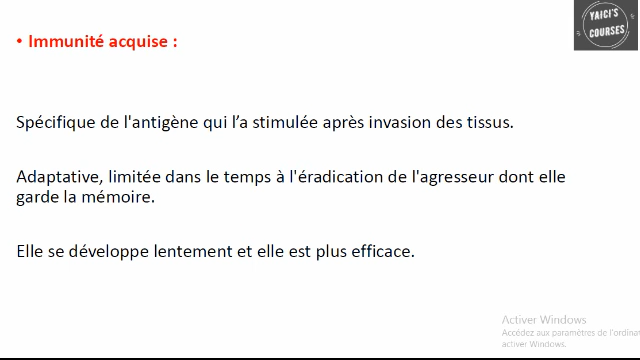 YAICI'S
COURSES
• Immunité acquise :
Spécifique de l'antigène qui l'a stimulée après invasion des tissus.
Adaptative, limitée dans le temps à l'éradication de l'agresseur dont elle
garde la mémoire.
Elle se développe lentement et elle est plus efficace.
Activer Windows
Accédez aux paramètres de l'ordina
activer Windows.